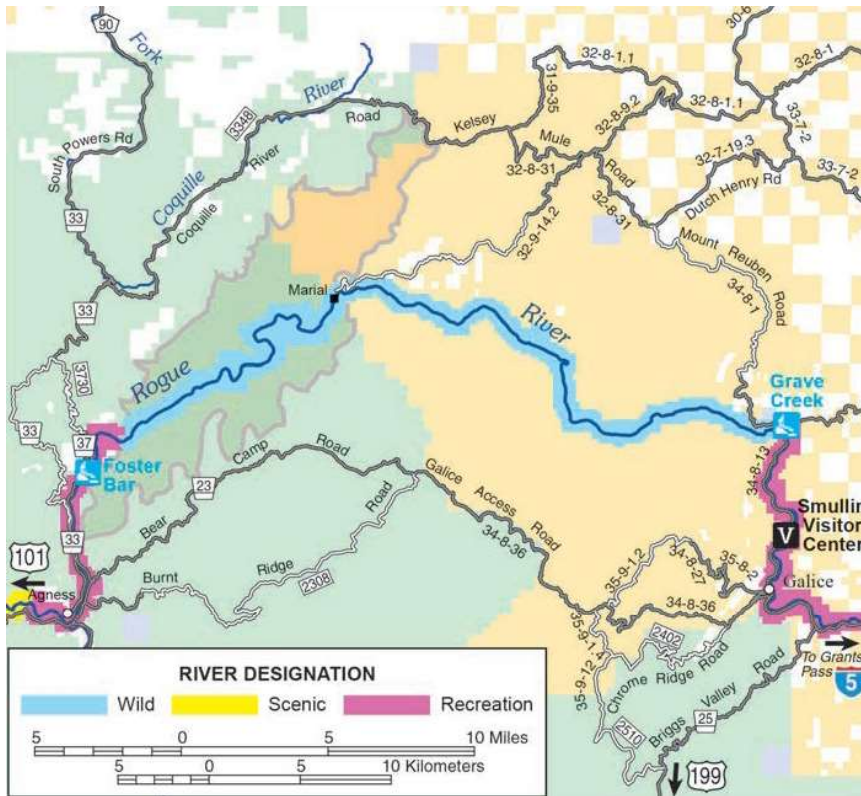 90
Fork
30-6
32-8-1.1
32-8-1
31-9-35
River
3348
Road
Kelsey
32-8-9.2
32-8-1.1
33-7-2
South Powers Rd
Mule
32-8-31
32-7-19.3
33-7-2
Coquille
River
Coquille
Road
Dutch Henry Rd
33
32-9-14.2
32-8-31
Mount Reuben
Road
34-8-1
Marial
33
River
Rogue
3730
33
Grave
Creek
37
Foster
Bar
Camp
Road
23
Bear
34-8-13
Galice
Access
Road
34-8-36
Smullin
Visitor
Center
V
33
101
Road
Ridge
2308
Burnt
35-9-1.2
34-8-27
35-8-2
Galice
Agness
34-8-36
35-9-1.4
2402
Chrome Ridge Road
35-9-12
To Grants
Pass
5
Briggs Valley Road
25
2510
199
RIVER DESIGNATION
Wild
Scenic
Recreation
5 0 5 10 Miles
5 0 5 10 Kilometers